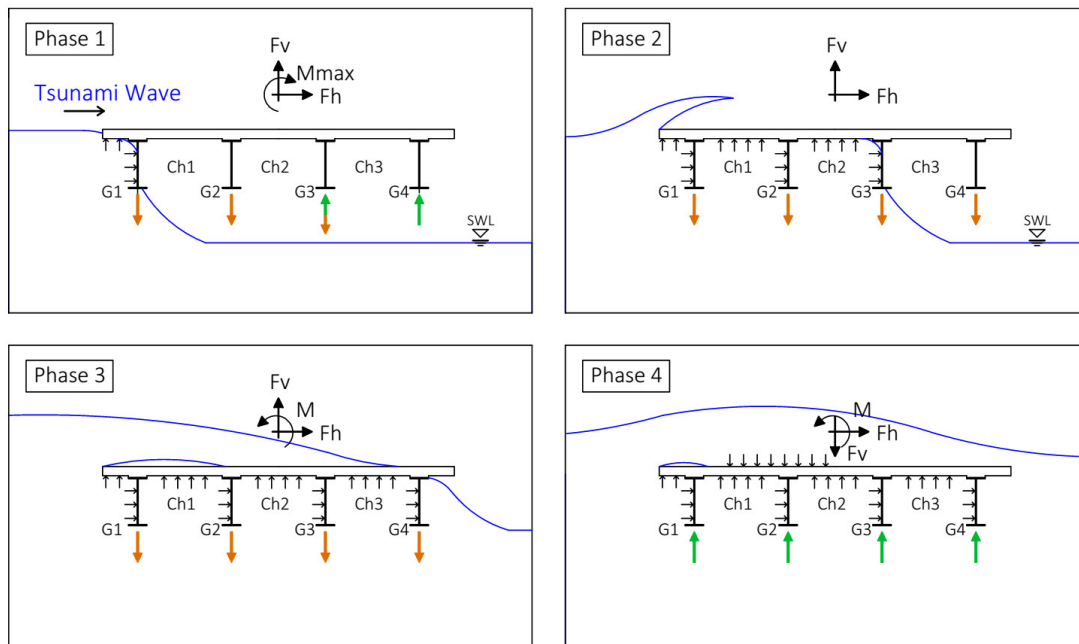 Phase 1
Fv
Mmax
Fh
Tsunami Wave
Ch1 Ch2 Ch3
G1 G2 G3 G4
SWL
Phase 2
Fv
Fh
Ch1 Ch2 Ch3
G1 G2 G3 G4
SWL
Phase 3
Fv
M
Fh
Ch1 Ch2 Ch3
G1 G2 G3 G4
Phase 4
M
Fh
Fv
Ch1 Ch2 Ch3
G1 G2 G3 G4